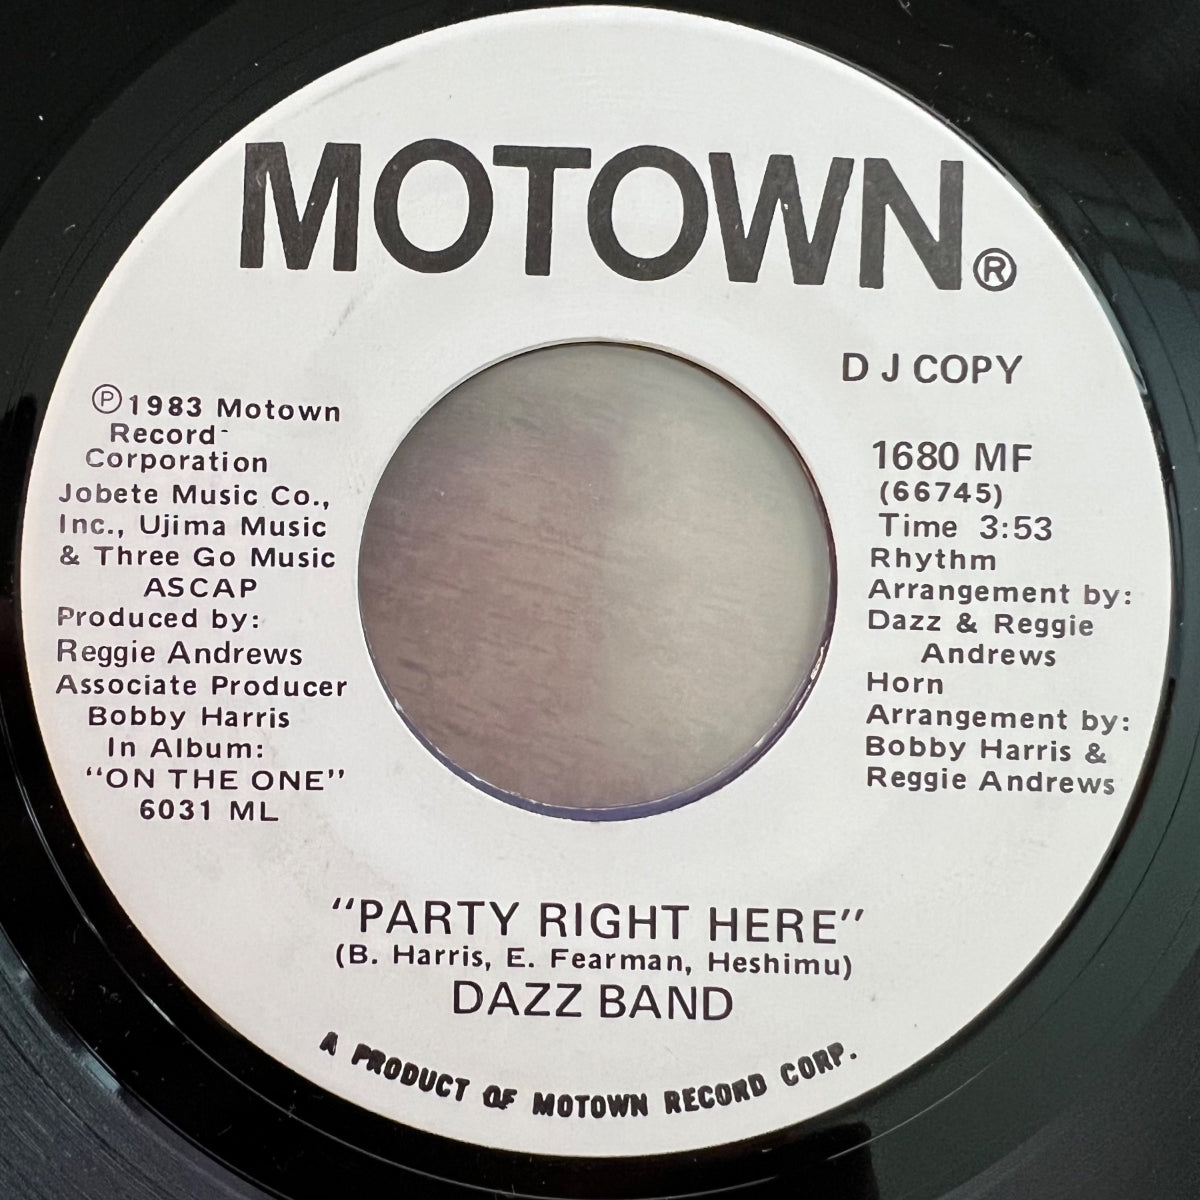 MOTOWN®
D J COPY
℗1983 Motown
Record
Corporation
Jobete Music Co.,
Inc., Ujima Music
& Three Go Music
ASCAP
Produced by:
Reggie Andrews
Associate Producer
Bobby Harris
In Album:
"ON THE ONE"
6031 ML
1680 MF
(66745)
Time 3:53
Rhythm
Arrangement by:
Dazz & Reggie
Andrews
Horn
Arrangement by:
Bobby Harris &
Reggie Andrews
"PARTY RIGHT HERE"
(B. Harris, E. Fearman, Heshimu)
DAZZ BAND
A PRODUCT OF MOTOWN RECORD CORP.